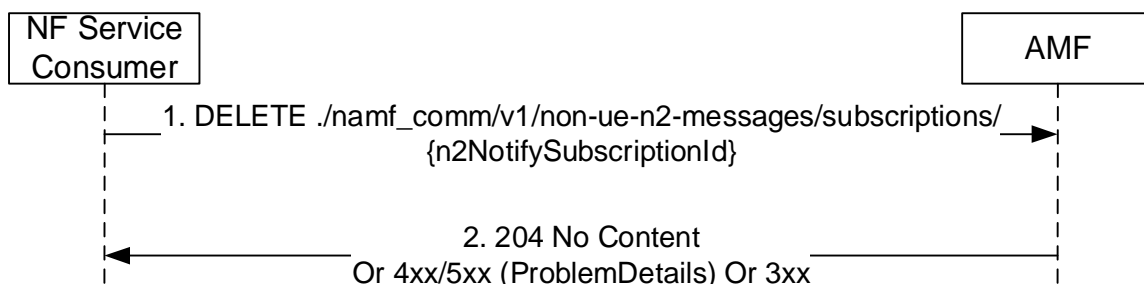 NF Service
Consumer
AMF
1. DELETE ./namf_comm/v1/non-ue-n2-messages/subscriptions/
{n2NotifySubscriptionId}
2. 204 No Content
Or 4xx/5xx (ProblemDetails) Or 3xx